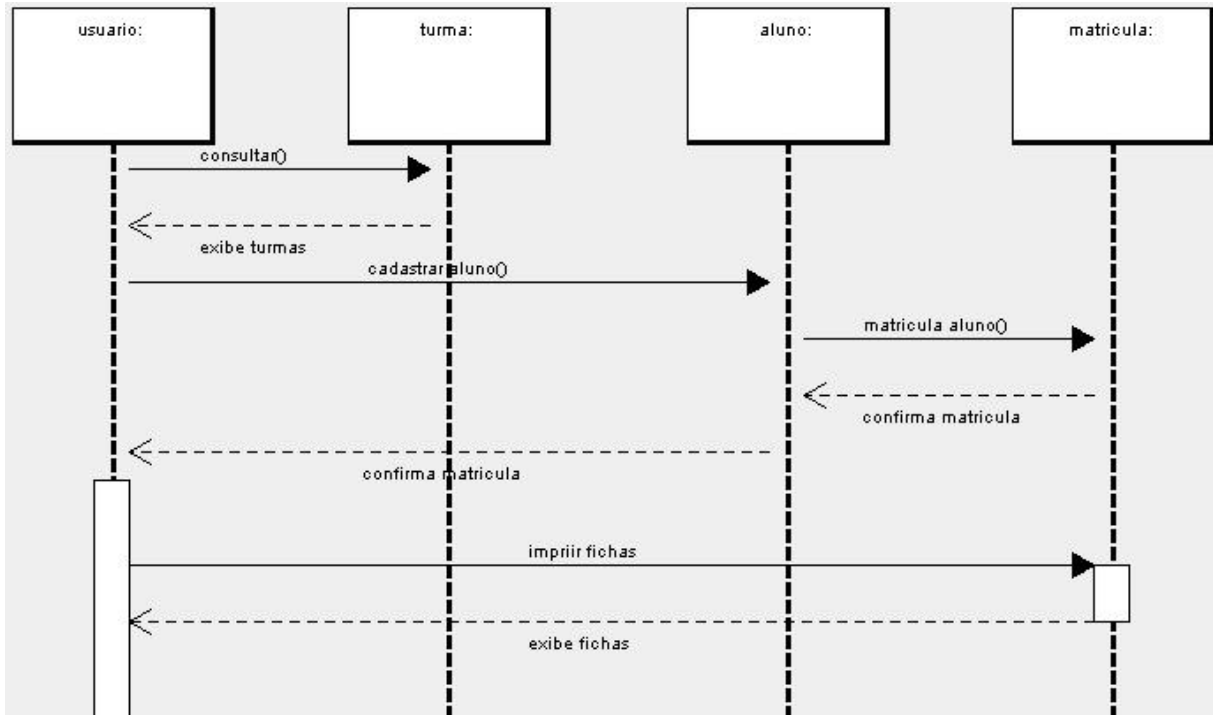 usuario:
turma:
aluno:
matricula:
consultar()
exibe turmas
cadastrar aluno()
matricula aluno()
confirma matricula
confirma matricula
impriir fichas
exibe fichas